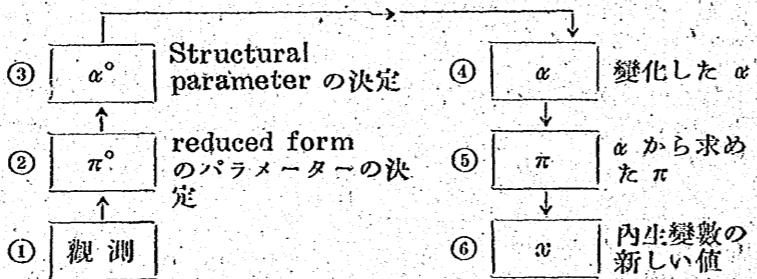 ③ α° Structural
parameter の決定
② π° reduced form
のパラメーターの決
定
① 觀測
④ α 變化した α
⑤ π α から求め
た π
⑥ x 内生變數の
新しい値